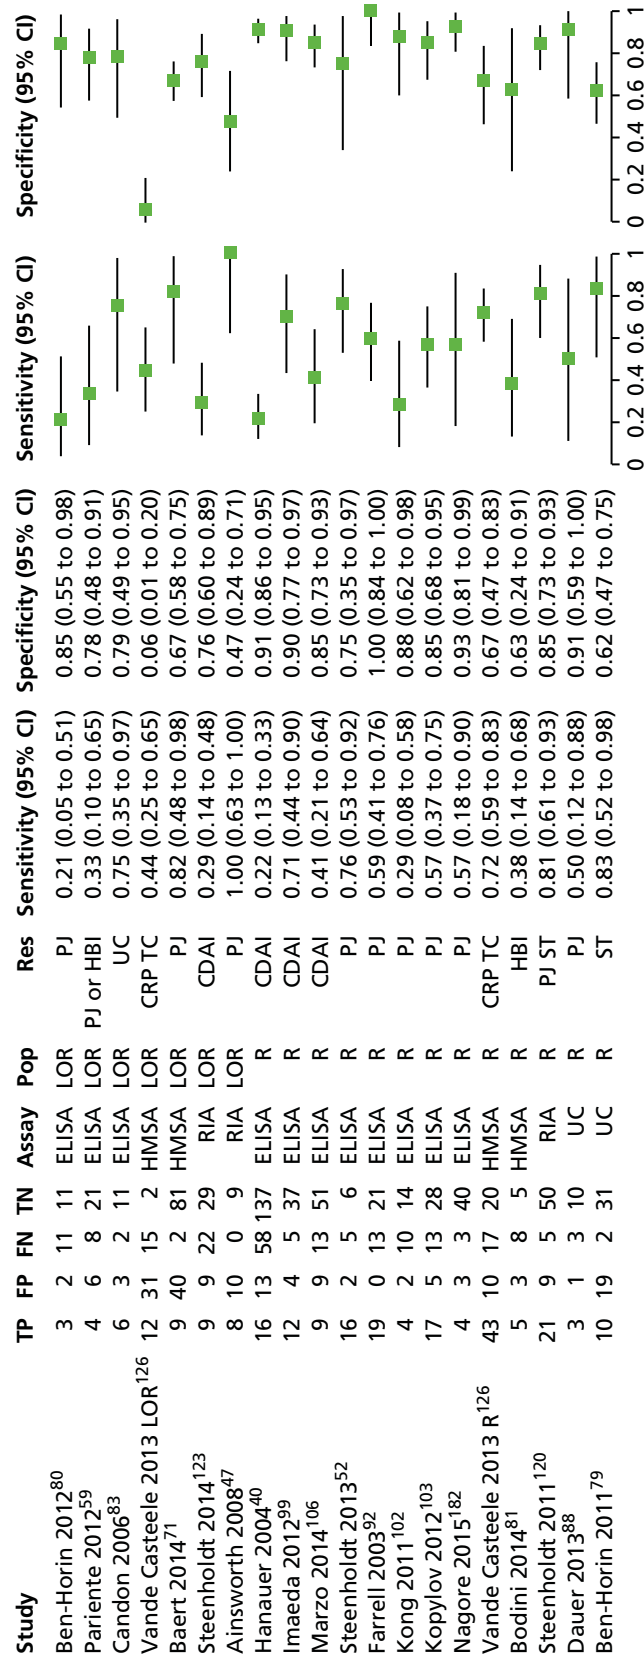 Study TP FP FN TN Assay Pop Res Sensitivity (95% CI) Specificity (95% CI) Sensitivity (95% CI) Specificity (95% CI)
Ben-Horin 201280 3 2 11 11 ELISA LOR PJ 0.21 (0.05 to 0.51) 0.85 (0.55 to 0.98)
Pariente 201259 4 6 8 21 ELISA LOR PJ or HBI 0.33 (0.10 to 0.65) 0.78 (0.48 to 0.91)
Candon 200683 6 3 2 11 ELISA LOR UC 0.75 (0.35 to 0.97) 0.79 (0.49 to 0.95)
Vande Casteele 2013 LOR126 12 31 15 2 HMSA LOR CRP TC 0.44 (0.25 to 0.65) 0.06 (0.01 to 0.20)
Baert 201471 9 40 2 81 HMSA LOR PJ 0.82 (0.48 to 0.98) 0.67 (0.58 to 0.75)
Steenholdt 2014123 9 9 22 29 RIA LOR CDAI 0.29 (0.14 to 0.48) 0.76 (0.60 to 0.89)
Ainsworth 200847 8 10 0 9 RIA LOR PJ 1.00 (0.63 to 1.00) 0.47 (0.24 to 0.71)
Hanauer 200440 16 13 58 137 ELISA R CDAI 0.22 (0.13 to 0.33) 0.91 (0.86 to 0.95)
Imaeda 201299 12 4 5 37 ELISA R CDAI 0.71 (0.44 to 0.90) 0.90 (0.77 to 0.97)
Marzo 2014106 9 9 13 51 ELISA R CDAI 0.41 (0.21 to 0.64) 0.85 (0.73 to 0.93)
Steenholdt 201352 16 2 5 6 ELISA R PJ 0.76 (0.53 to 0.92) 0.75 (0.35 to 0.97)
Farrell 200392 19 0 13 21 ELISA R PJ 0.59 (0.41 to 0.76) 1.00 (0.84 to 1.00)
Kong 2011102 4 2 10 14 ELISA R PJ 0.29 (0.08 to 0.58) 0.88 (0.62 to 0.98)
Kopylov 2012103 17 5 13 28 ELISA R PJ 0.57 (0.37 to 0.75) 0.85 (0.68 to 0.95)
Nagore 2015182 4 3 3 40 ELISA R PJ 0.57 (0.18 to 0.90) 0.93 (0.81 to 0.99)
Vande Casteele 2013 R126 43 10 17 20 HMSA R CRP TC 0.72 (0.59 to 0.83) 0.67 (0.47 to 0.83)
Bodini 201481 5 3 8 5 HMSA R HBI 0.38 (0.14 to 0.68) 0.63 (0.24 to 0.91)
Steenholdt 2011120 21 9 5 50 RIA R PJ ST 0.81 (0.61 to 0.93) 0.85 (0.73 to 0.93)
Dauer 201388 3 1 3 10 UC R PJ 0.50 (0.12 to 0.88) 0.91 (0.59 to 1.00)
Ben-Horin 201179 10 19 2 31 UC R ST 0.83 (0.52 to 0.98) 0.62 (0.47 to 0.75)
0 0.2 0.4 0.6 0.8 1 0 0.2 0.4 0.6 0.8 1